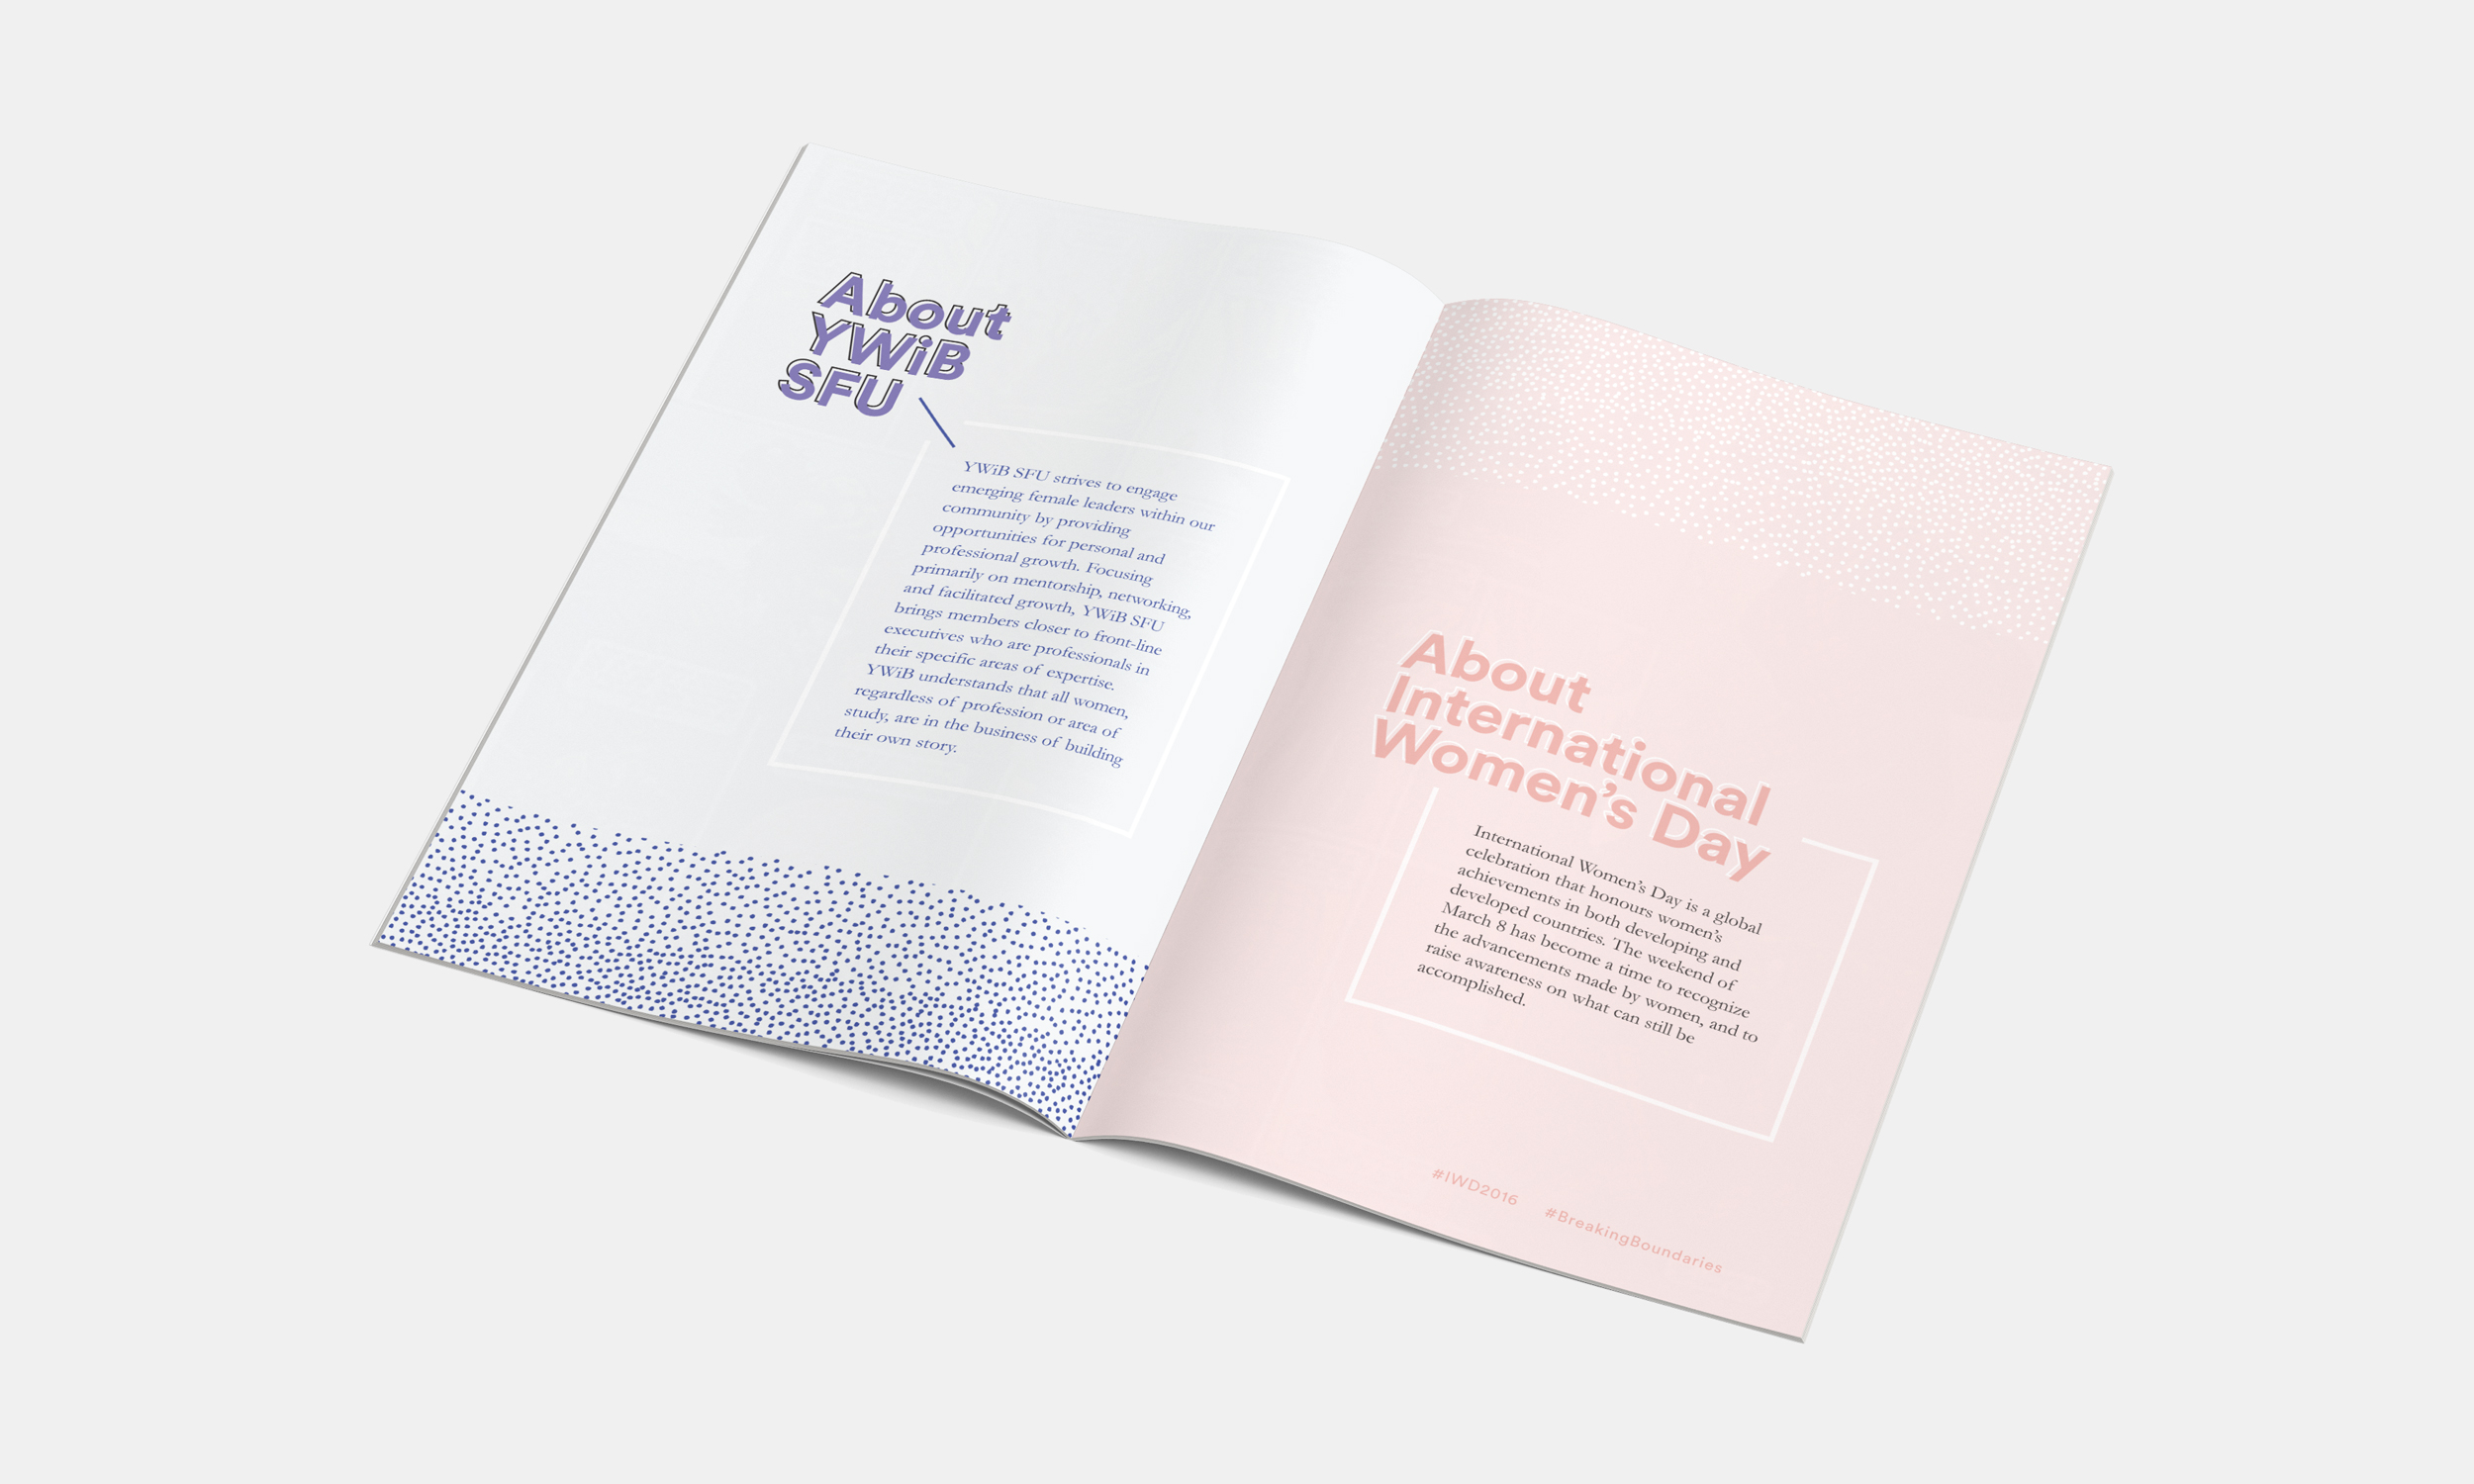 About
YWiB
SFU
YWiB SFU strives to engage
emerging female leaders within our
community by providing
opportunities for personal and
professional growth. Focusing
primarily on mentorship, networking,
and facilitated growth, YWiB SFU
brings members closer to front-line
executives who are professionals in
their specific areas of expertise.
YWiB understands that all women,
regardless of profession or area of
study, are in the business of building
their own story.
About
International
Women's Day
International Women's Day is a global
celebration that honours women's
achievements in both developing and
developed countries. The weekend of
March 8 has become a time to recognize
the advancements made by women, and to
raise awareness on what can still be
accomplished.
#IWD2016 #BreakingBoundaries